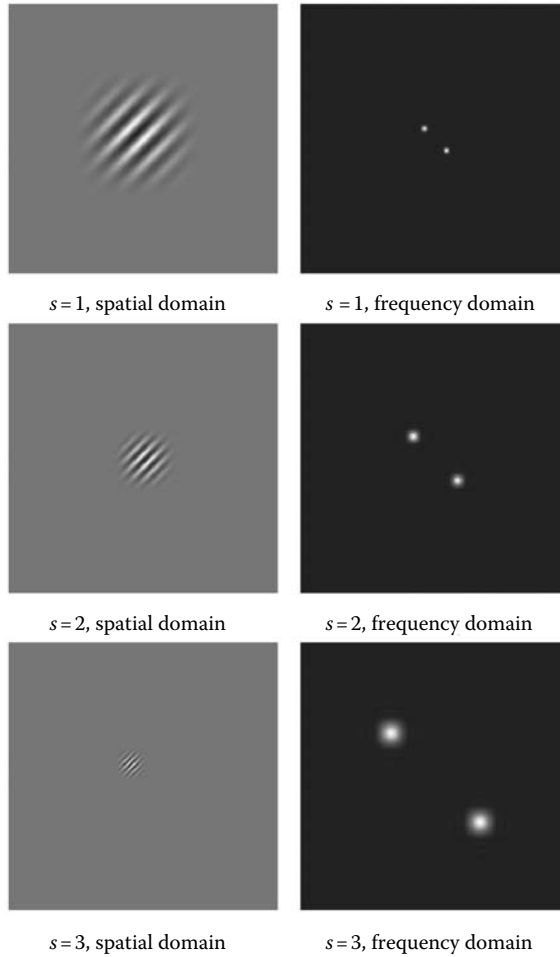 s = 1, spatial domain
s = 1, frequency domain
s = 2, spatial domain
s = 2, frequency domain
s = 3, spatial domain
s = 3, frequency domain